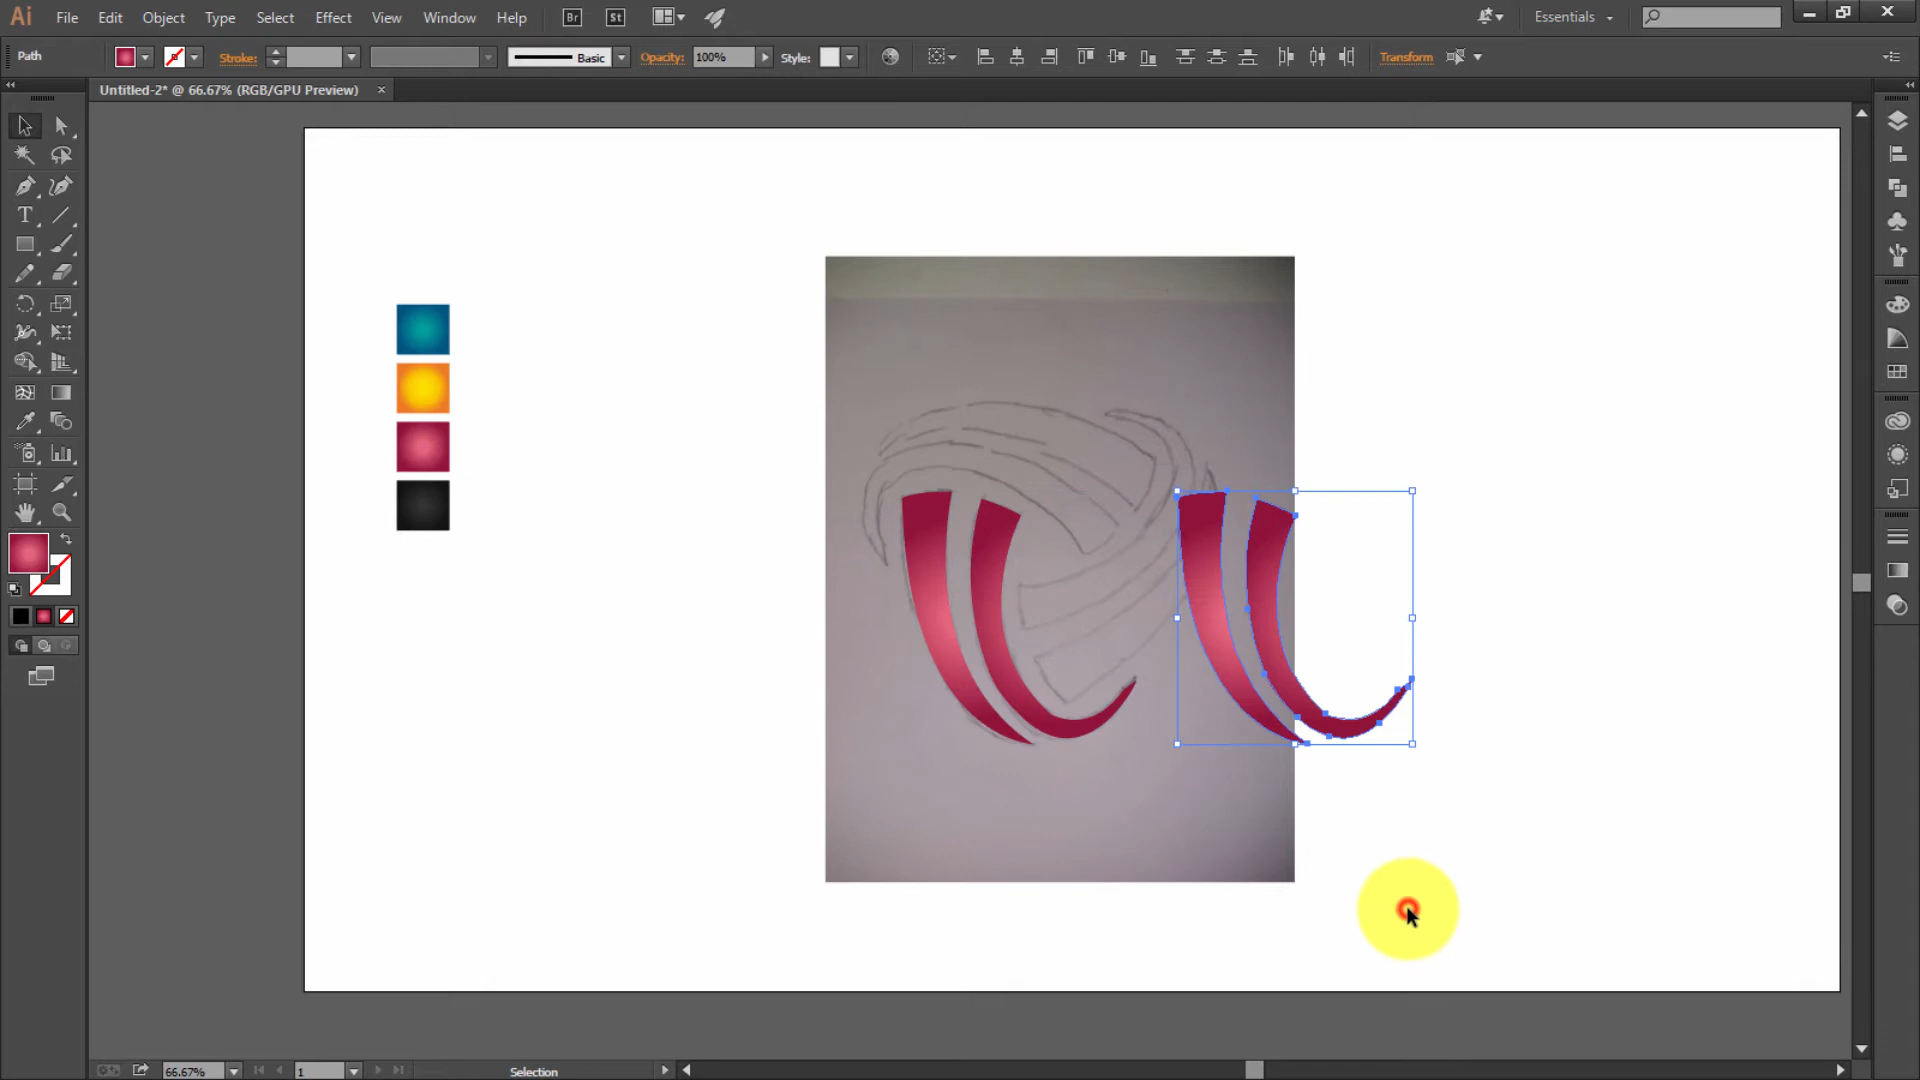 Ai File Edit Object Type Select Effect View Window Help Br St Essentials
Path Stroke: Basic Opacity: 100% Style: Transform
Untitled-2* @ 66.67% (RGB/GPU Preview) ×
T
66.67% 1 Selection